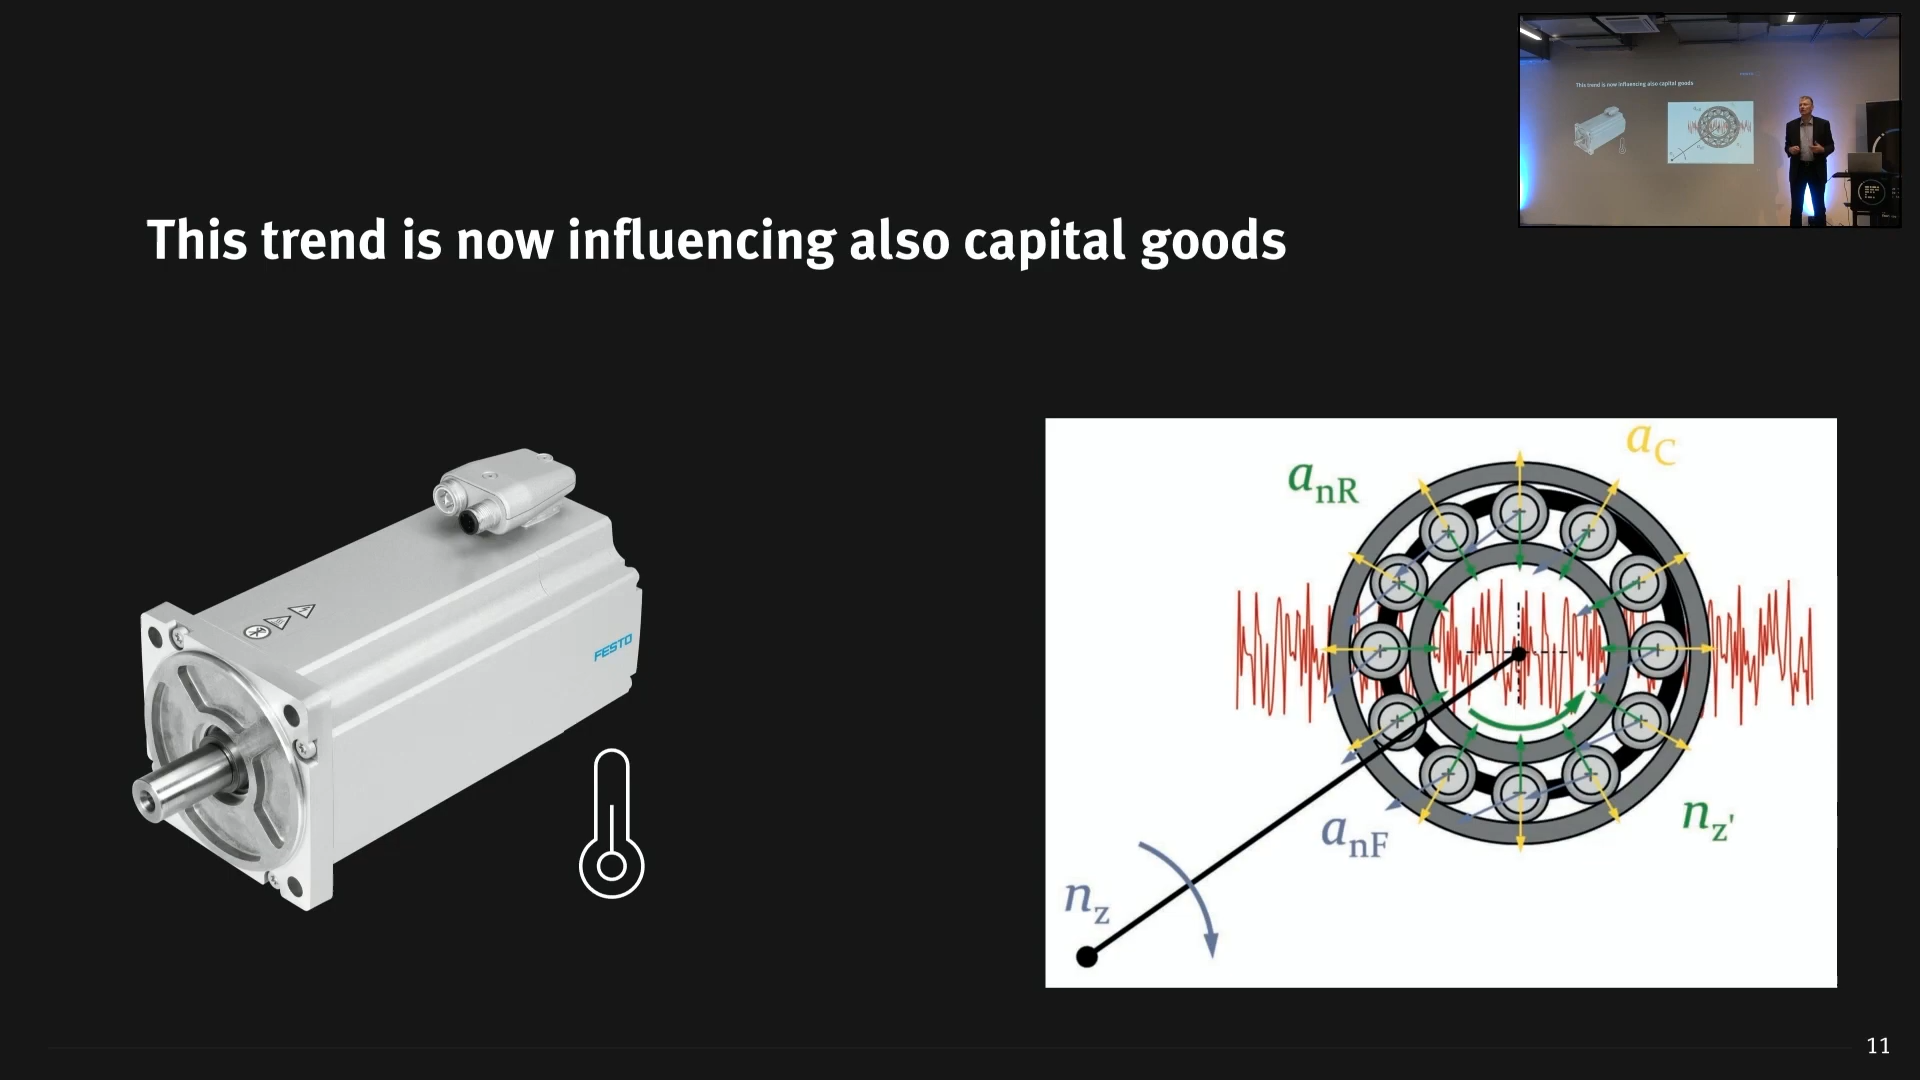 This trend is now influencing also capital goods
This trend is now influencing also capital goods
FESTO
a_C
a_nR
a_nF
n_z'
n_z
11